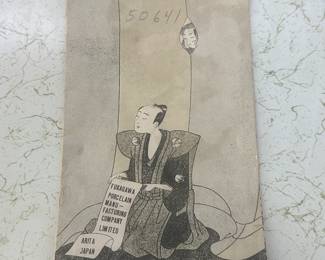 50641
FUKAGAWA
PORCELAIN
MANU-
FACTURING
COMPANY
LIMITED
ARITA
JAPAN